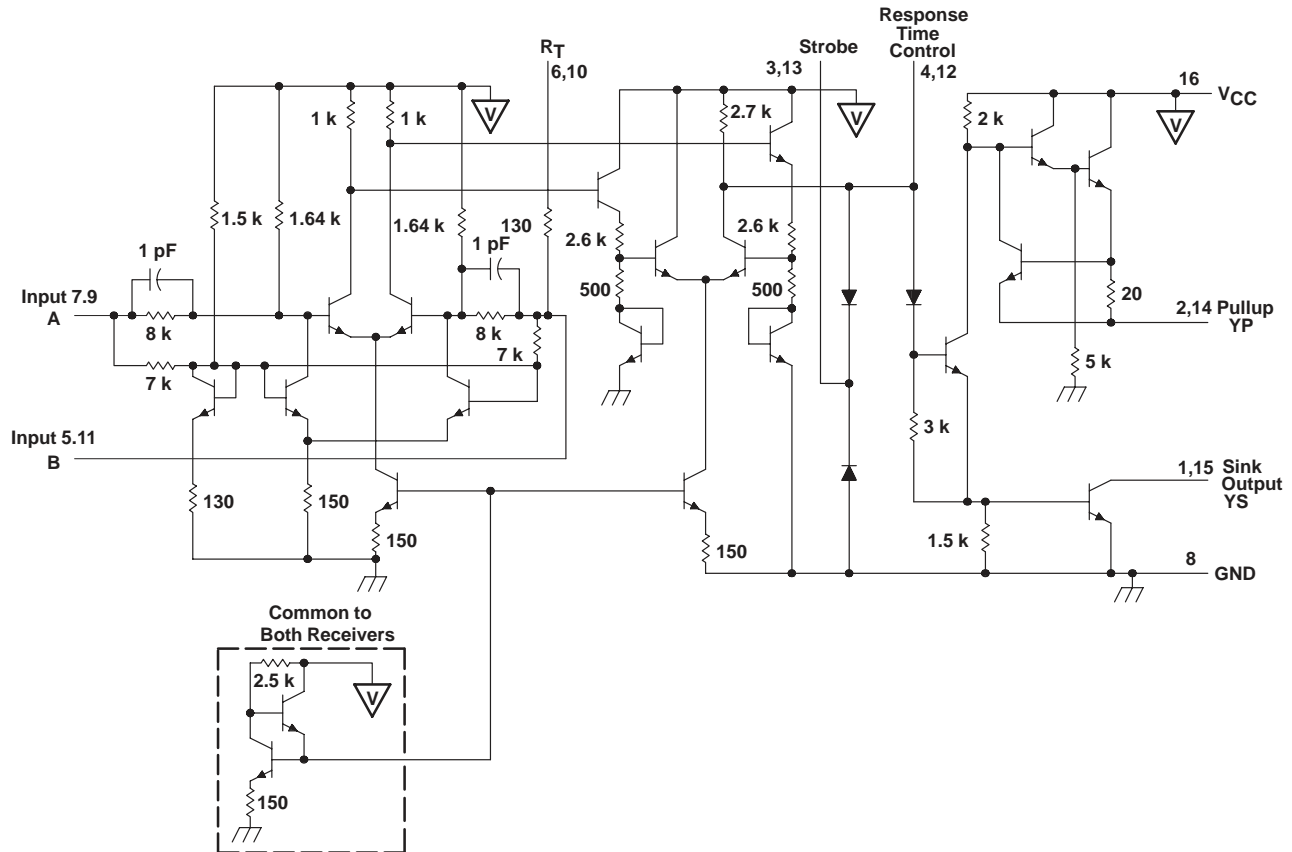 Response
Time
Control
4,12
RT
6,10
Strobe
3,13
16
VCC
V
V
V
1 k
1 k
2.7 k
2 k
1.5 k
1.64 k
1.64 k
130
2.6 k
2.6 k
1 pF
1 pF
500
500
20
Input 7.9
A
8 k
8 k
2,14 Pullup
YP
7 k
7 k
5 k
Input 5.11
B
3 k
1,15 Sink
Output
YS
130
150
150
150
1.5 k
8
GND
Common to
Both Receivers
2.5 k
V
150